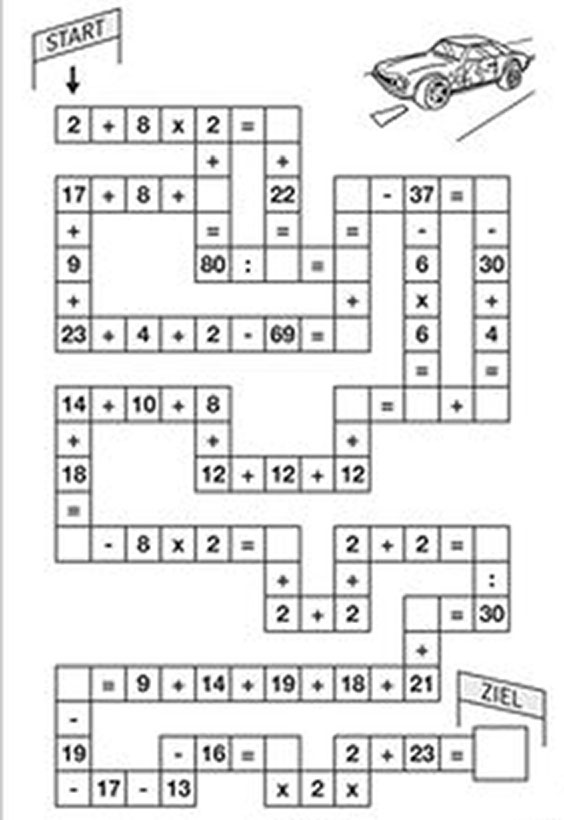 START
2 + 8 x 2 =
+ +
17 + 8 + 22 - 37 =
+ = = = - -
9 80 : = 6 30
+ + x +
23 + 4 + 2 - 69 = 6 4
= =
14 + 10 + 8 = +
+ + +
18 12 + 12 + 12
=
- 8 x 2 = 2 + 2 =
+ + :
2 + 2 = 30
+
= 9 + 14 + 19 + 18 + 21
ZIEL
-
19 - 16 = 2 + 23 =
- 17 - 13 x 2 x